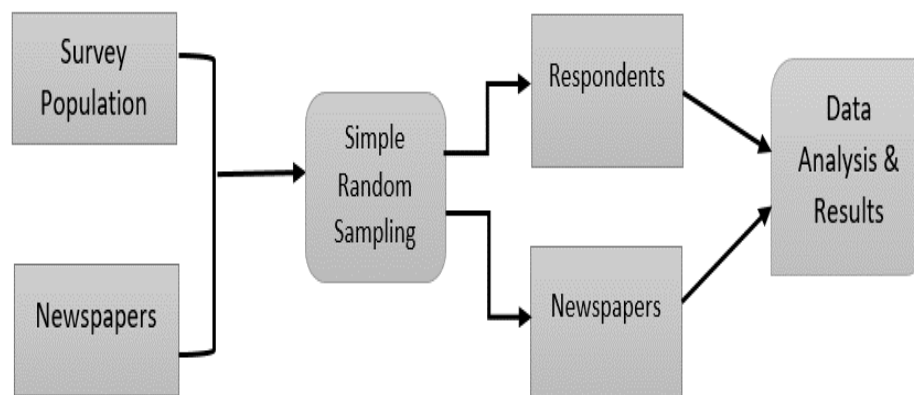 Survey
Population
Newspapers
Simple
Random
Sampling
Respondents
Newspapers
Data
Analysis &
Results